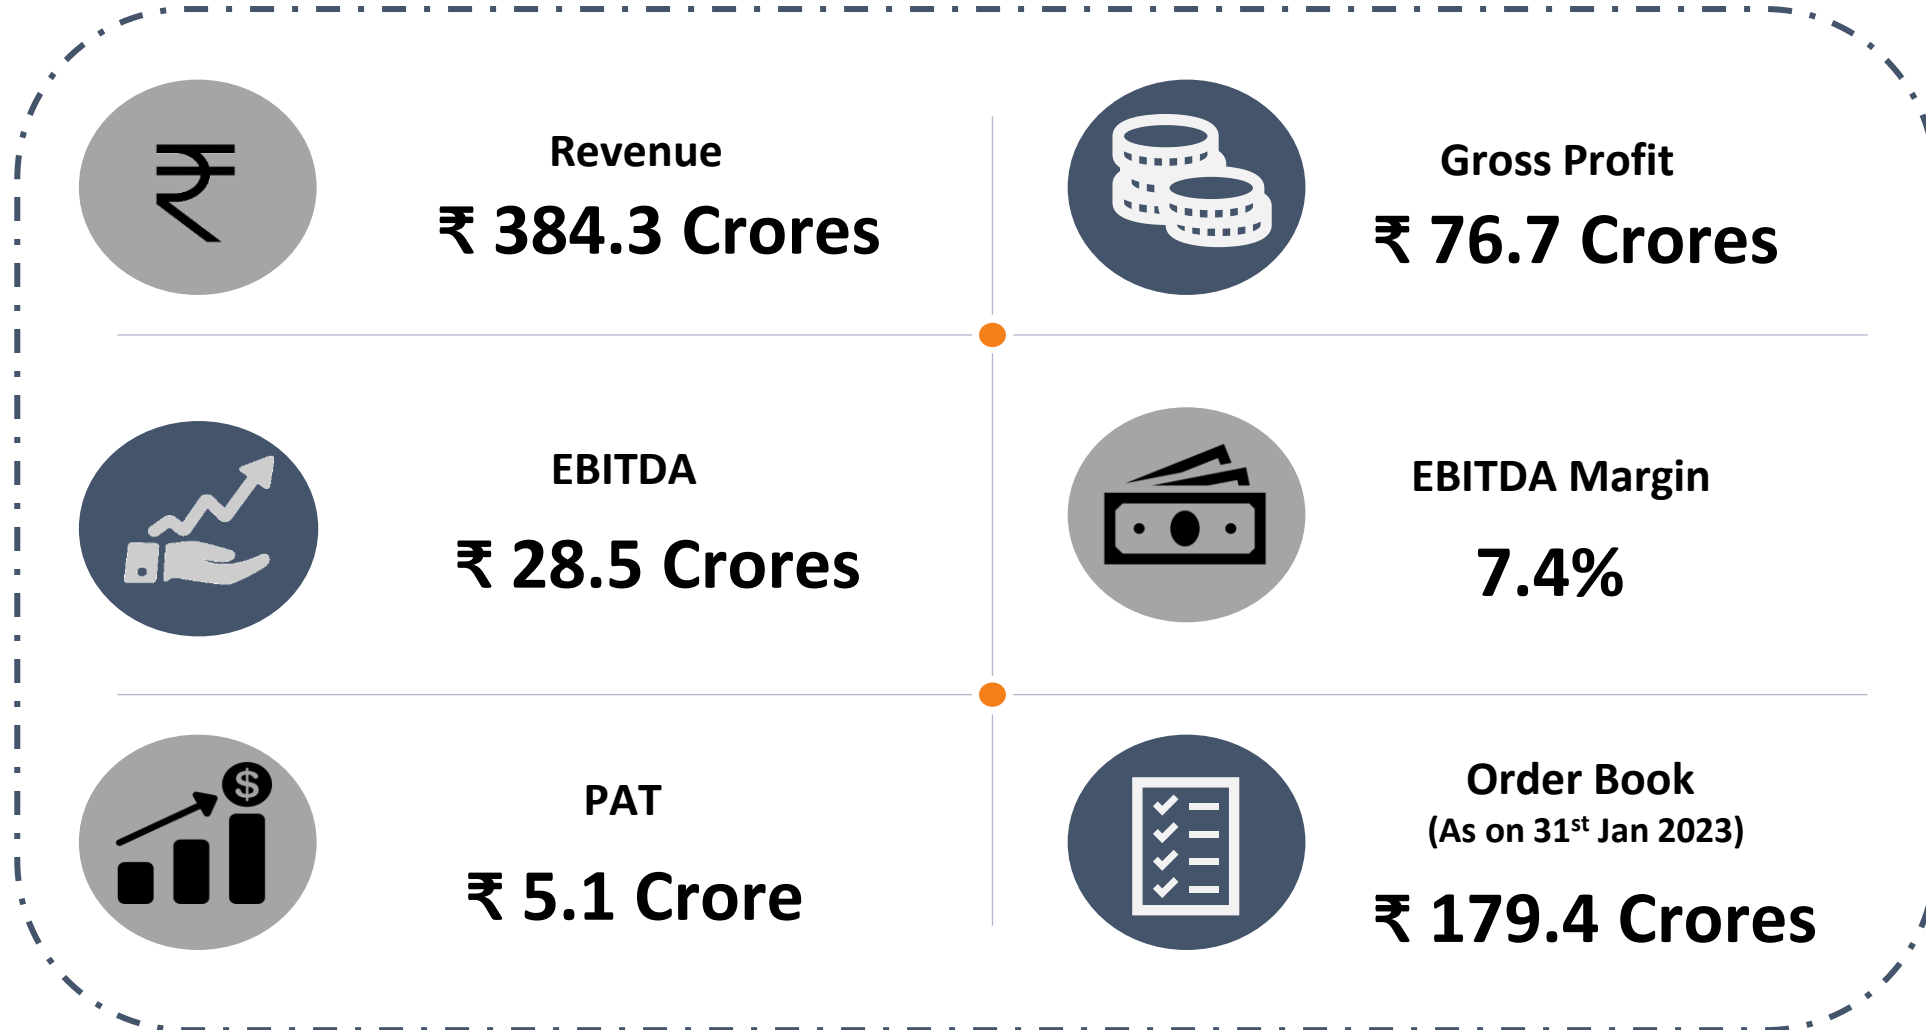 Revenue
₹ 384.3 Crores
Gross Profit
₹ 76.7 Crores
EBITDA
₹ 28.5 Crores
EBITDA Margin
7.4%
PAT
₹ 5.1 Crore
Order Book
(As on 31st Jan 2023)
₹ 179.4 Crores